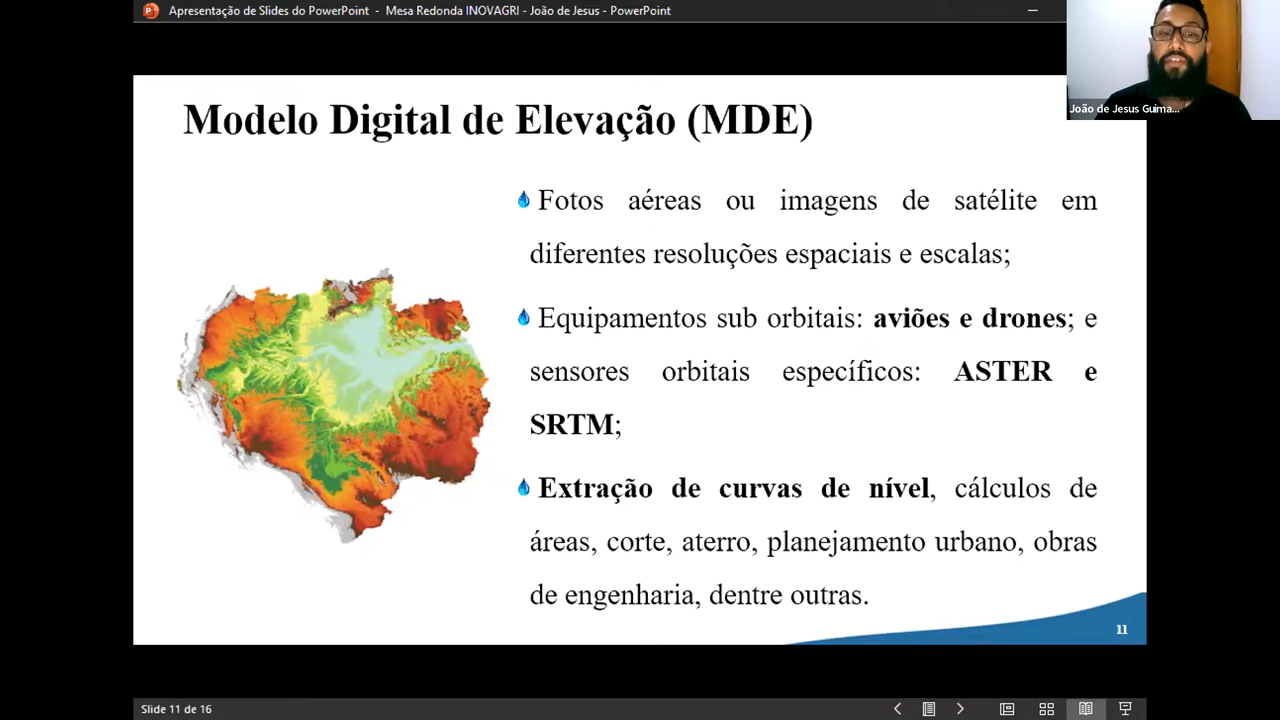 Apresentação de Slides do PowerPoint - Mesa Redonda INOVAGRI - João de Jesus - PowerPoint
João de Jesus Guima...
Modelo Digital de Elevação (MDE)
Fotos aéreas ou imagens de satélite em
diferentes resoluções espaciais e escalas;
Equipamentos sub orbitais: aviões e drones; e
sensores orbitais específicos: ASTER e
SRTM;
Extração de curvas de nível, cálculos de
áreas, corte, aterro, planejamento urbano, obras
de engenharia, dentre outras.
11
Slide 11 de 16